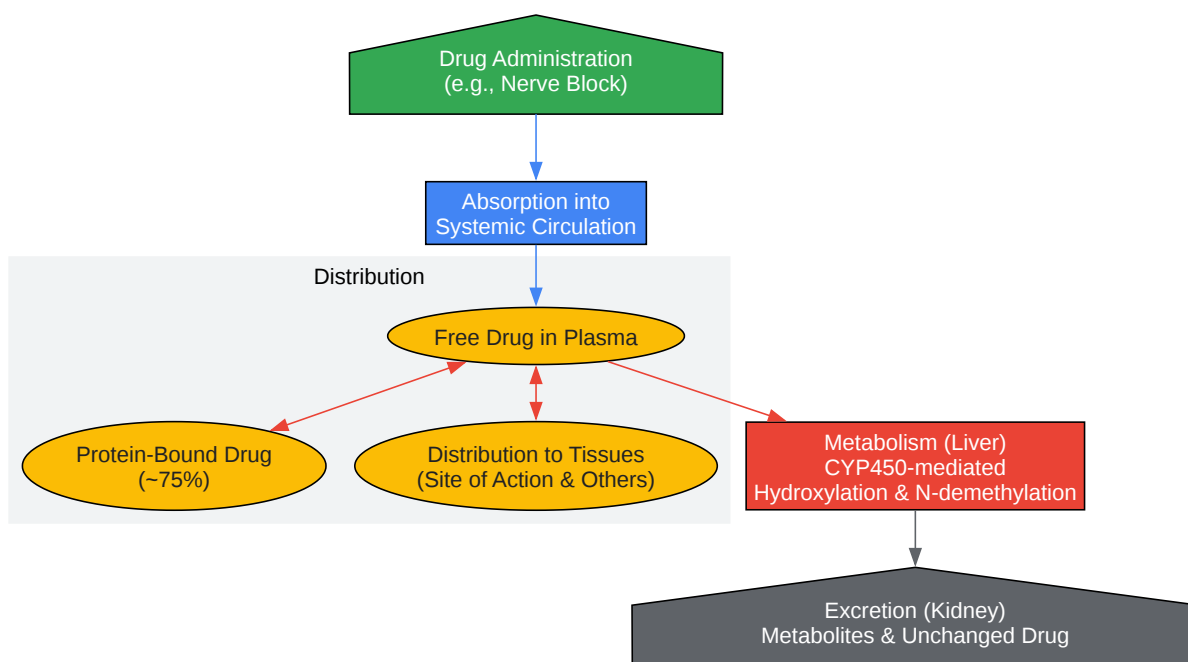 Drug Administration
(e.g., Nerve Block)
Absorption into
Systemic Circulation
Distribution
Free Drug in Plasma
Protein-Bound Drug
(~75%)
Distribution to Tissues
(Site of Action & Others)
Metabolism (Liver)
CYP450-mediated
Hydroxylation & N-demethylation
Excretion (Kidney)
Metabolites & Unchanged Drug